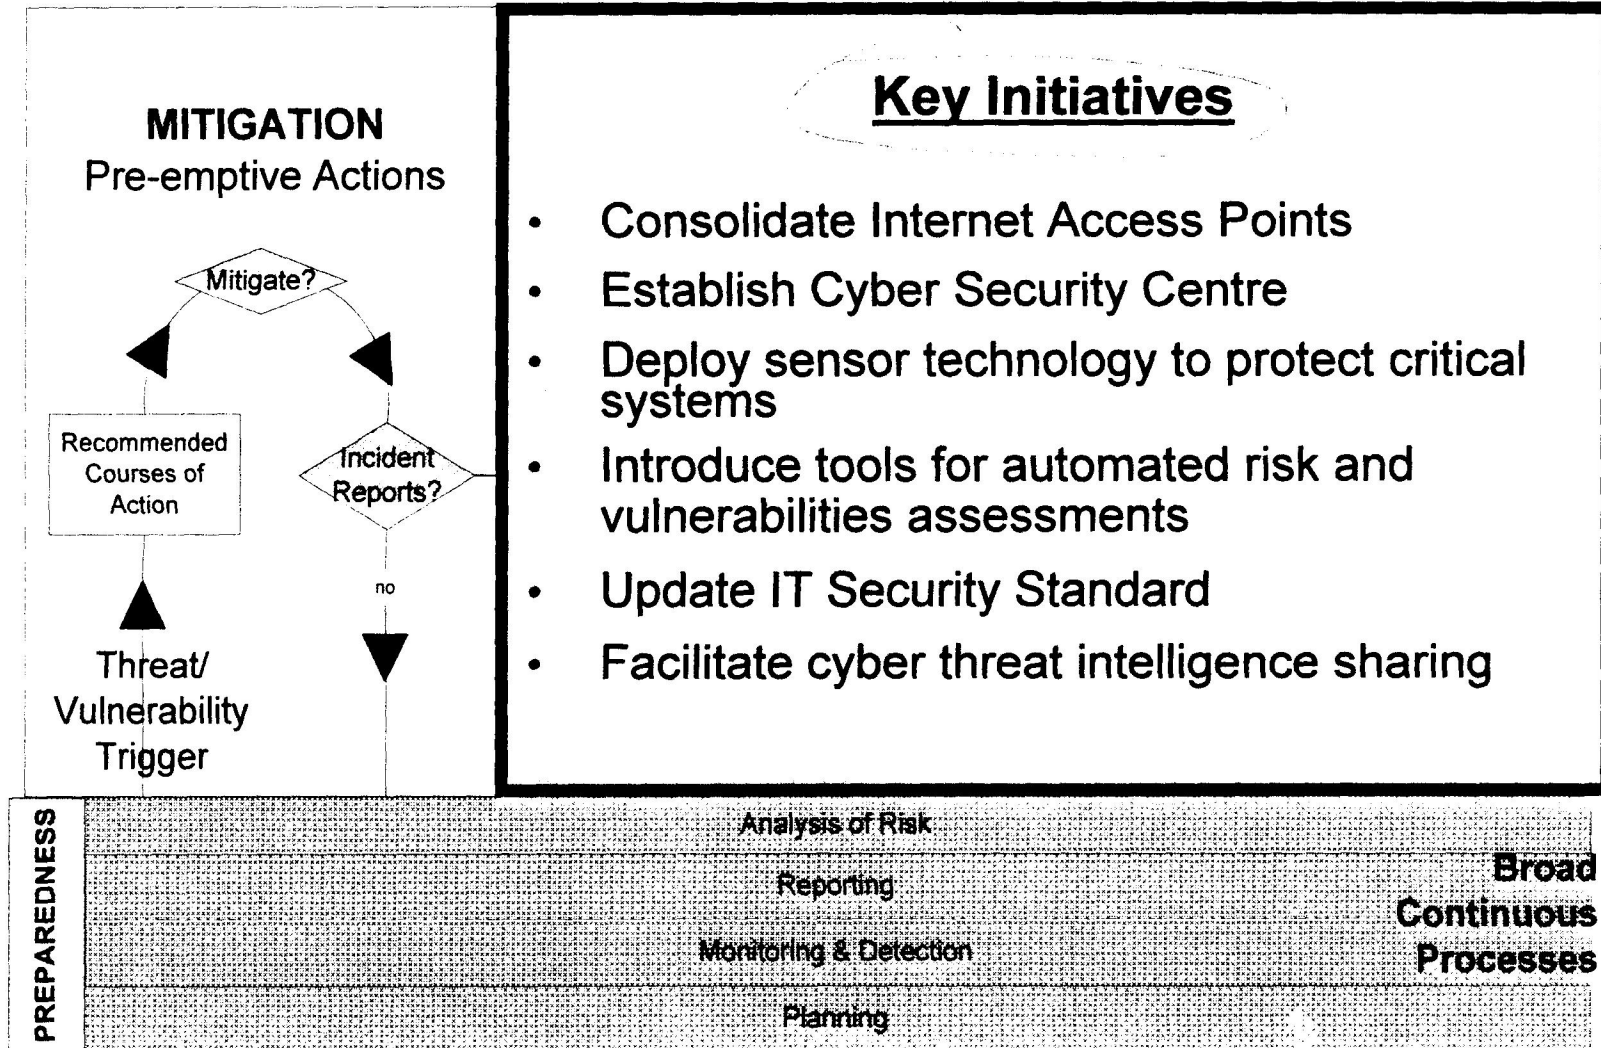 MITIGATION
Pre-emptive Actions
Mitigate?
Recommended
Courses of
Action
Incident
Reports?
no
Threat/
Vulnerability
Trigger
Key Initiatives
• Consolidate Internet Access Points
• Establish Cyber Security Centre
• Deploy sensor technology to protect critical
systems
• Introduce tools for automated risk and
vulnerabilities assessments
• Update IT Security Standard
• Facilitate cyber threat intelligence sharing
PREPAREDNESS
Analysis of Risk
Reporting
Monitoring & Detection
Planning
Broad
Continuous
Processes